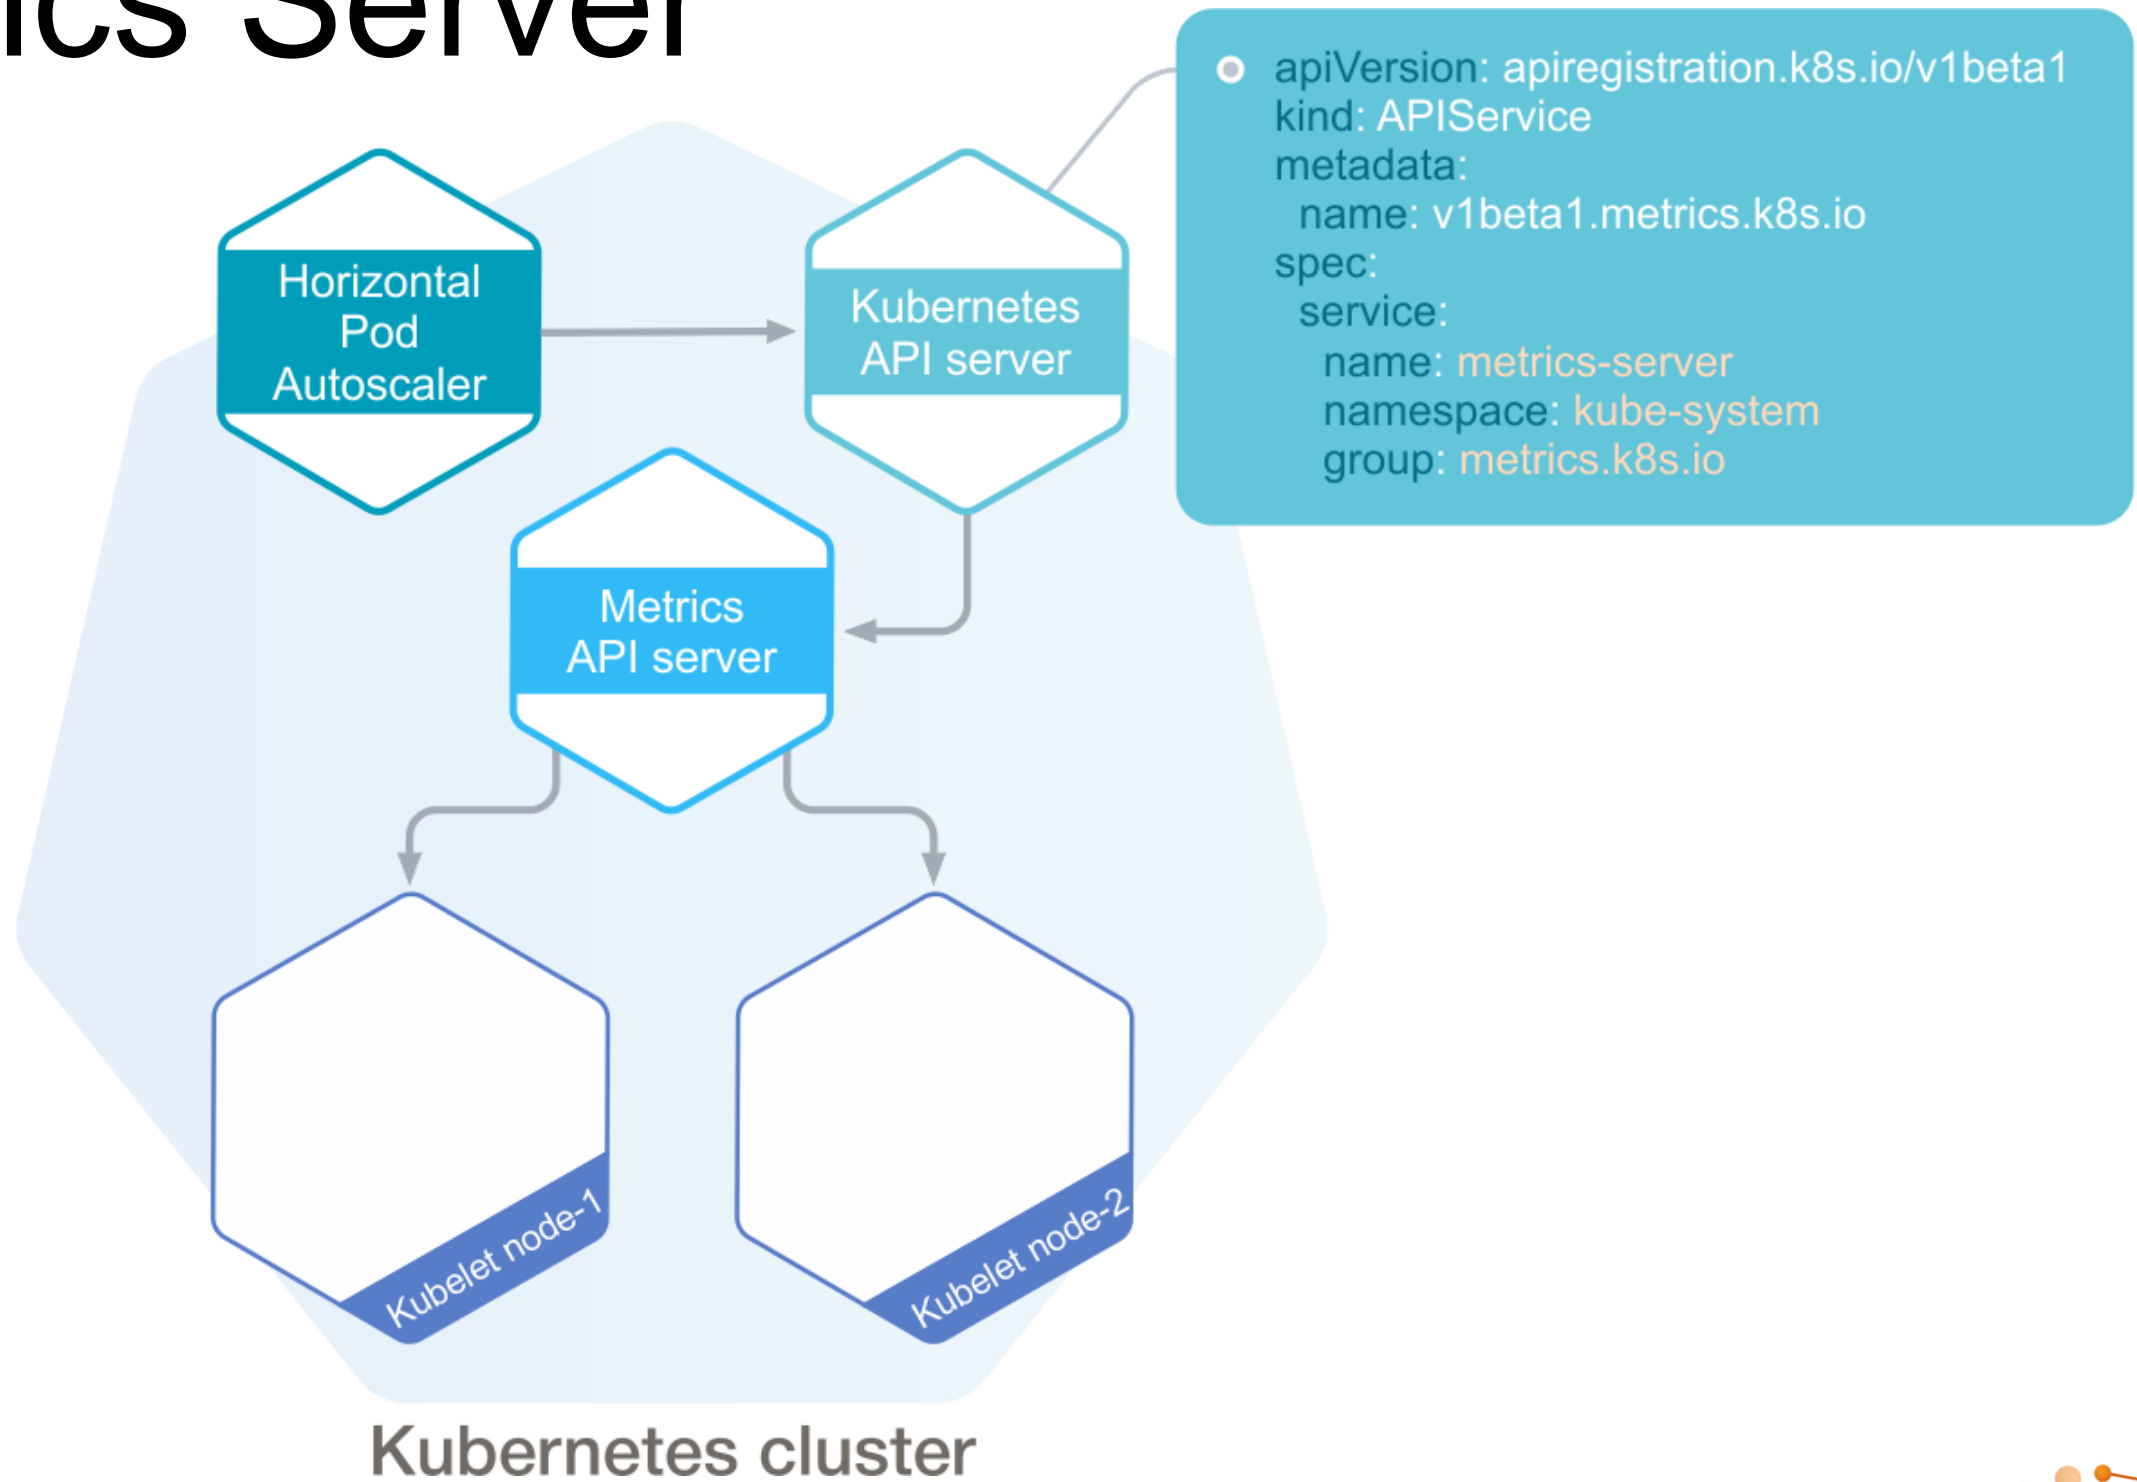 ics Server
apiVersion: apiregistration.k8s.io/v1beta1
kind: APIService
metadata:
name: v1beta1.metrics.k8s.io
spec:
service:
name: metrics-server
namespace: kube-system
group: metrics.k8s.io
Horizontal
Pod
Autoscaler
Kubernetes
API server
Metrics
API server
Kubelet node-1
Kubelet node-2
Kubernetes cluster